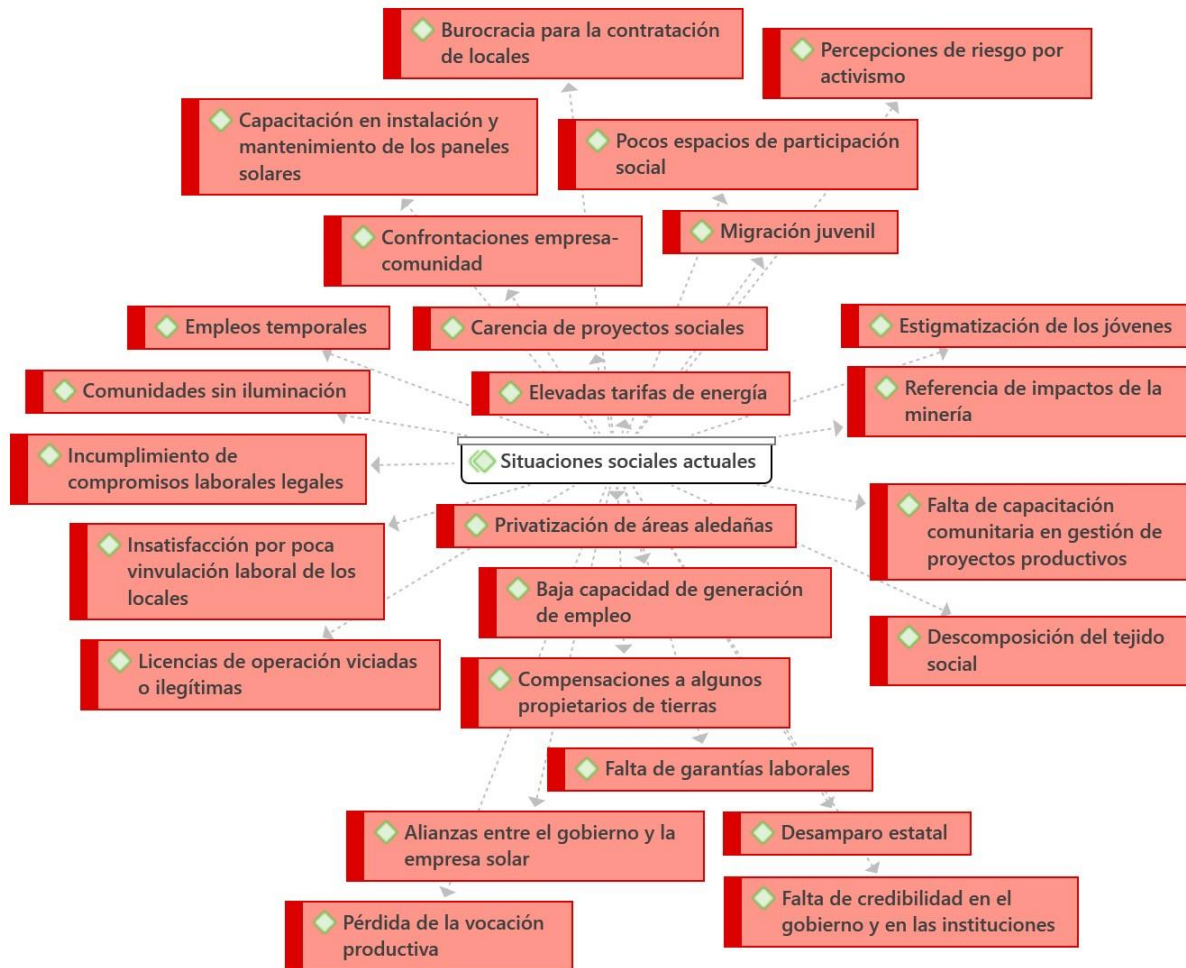 Burocracia para la contratación
de locales
Percepciones de riesgo por
activismo
Capacitación en instalación y
mantenimiento de los paneles
solares
Pocos espacios de participación
social
Confrontaciones empresa-
comunidad
Migración juvenil
Empleos temporales
Carencia de proyectos sociales
Estigmatización de los jóvenes
Comunidades sin iluminación
Elevadas tarifas de energía
Referencia de impactos de la
minería
Incumplimiento de
compromisos laborales legales
Situaciones sociales actuales
Falta de capacitación
comunitaria en gestión de
proyectos productivos
Privatización de áreas aledañas
Insatisfacción por poca
vinvulación laboral de los
locales
Baja capacidad de generación
de empleo
Licencias de operación viciadas
o ilegítimas
Descomposición del tejido
social
Compensaciones a algunos
propietarios de tierras
Falta de garantías laborales
Alianzas entre el gobierno y la
empresa solar
Desamparo estatal
Falta de credibilidad en el
gobierno y en las instituciones
Pérdida de la vocación
productiva